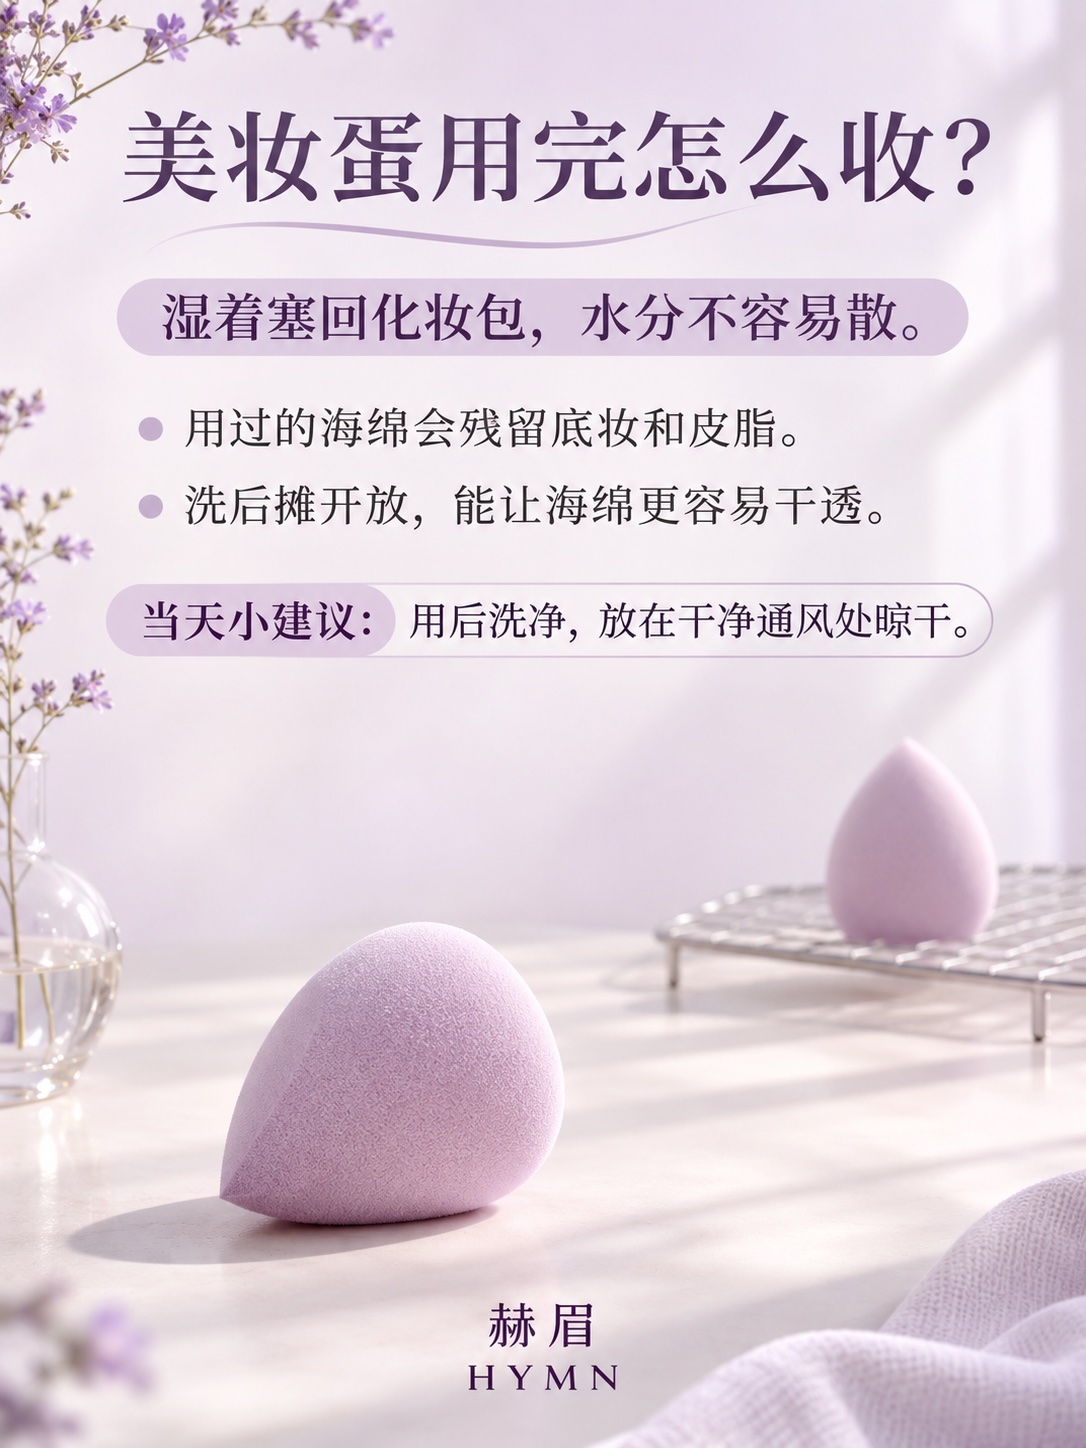 美妆蛋用完怎么收？
湿着塞回化妆包，水分不容易散。
用过的海绵会残留底妆和皮脂。
洗后摊开放，能让海绵更容易干透。
当天小建议：用后洗净，放在干净通风处晾干。
赫眉
HYMN